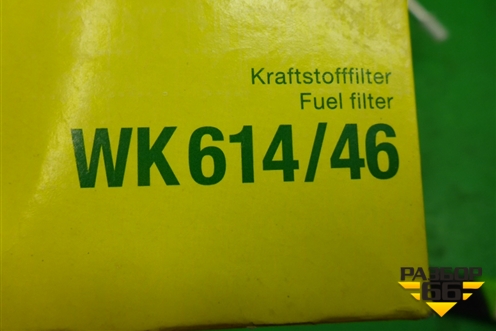 Kraftstofffilter
Fuel filter
WK 614/46
РАЗБОР
66